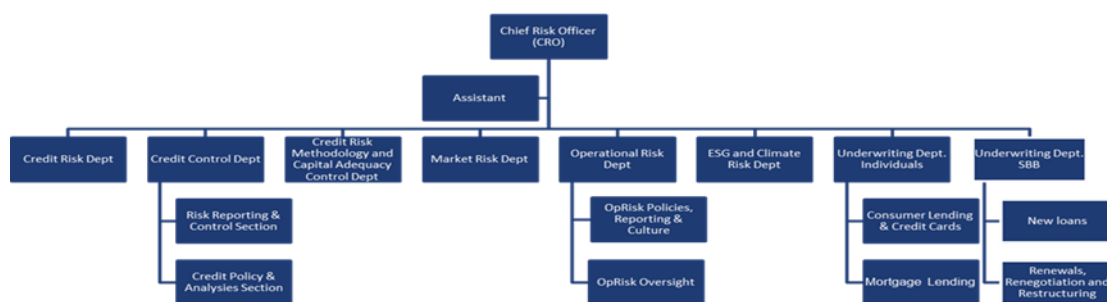 Chief Risk Officer
(CRO)
Assistant
Credit Risk Dept
Credit Control Dept
Credit Risk
Methodology and
Capital Adequacy
Control Dept
Market Risk Dept
Operational Risk
Dept
ESG and Climate
Risk Dept
Underwriting Dept.
Individuals
Underwriting Dept.
SBB
Risk Reporting &
Control Section
Credit Policy &
Analysies Section
OpRisk Policies,
Reporting &
Culture
OpRisk Oversight
Consumer Lending
& Credit Cards
Mortgage Lending
New loans
Renewals,
Renegotiation and
Restructuring